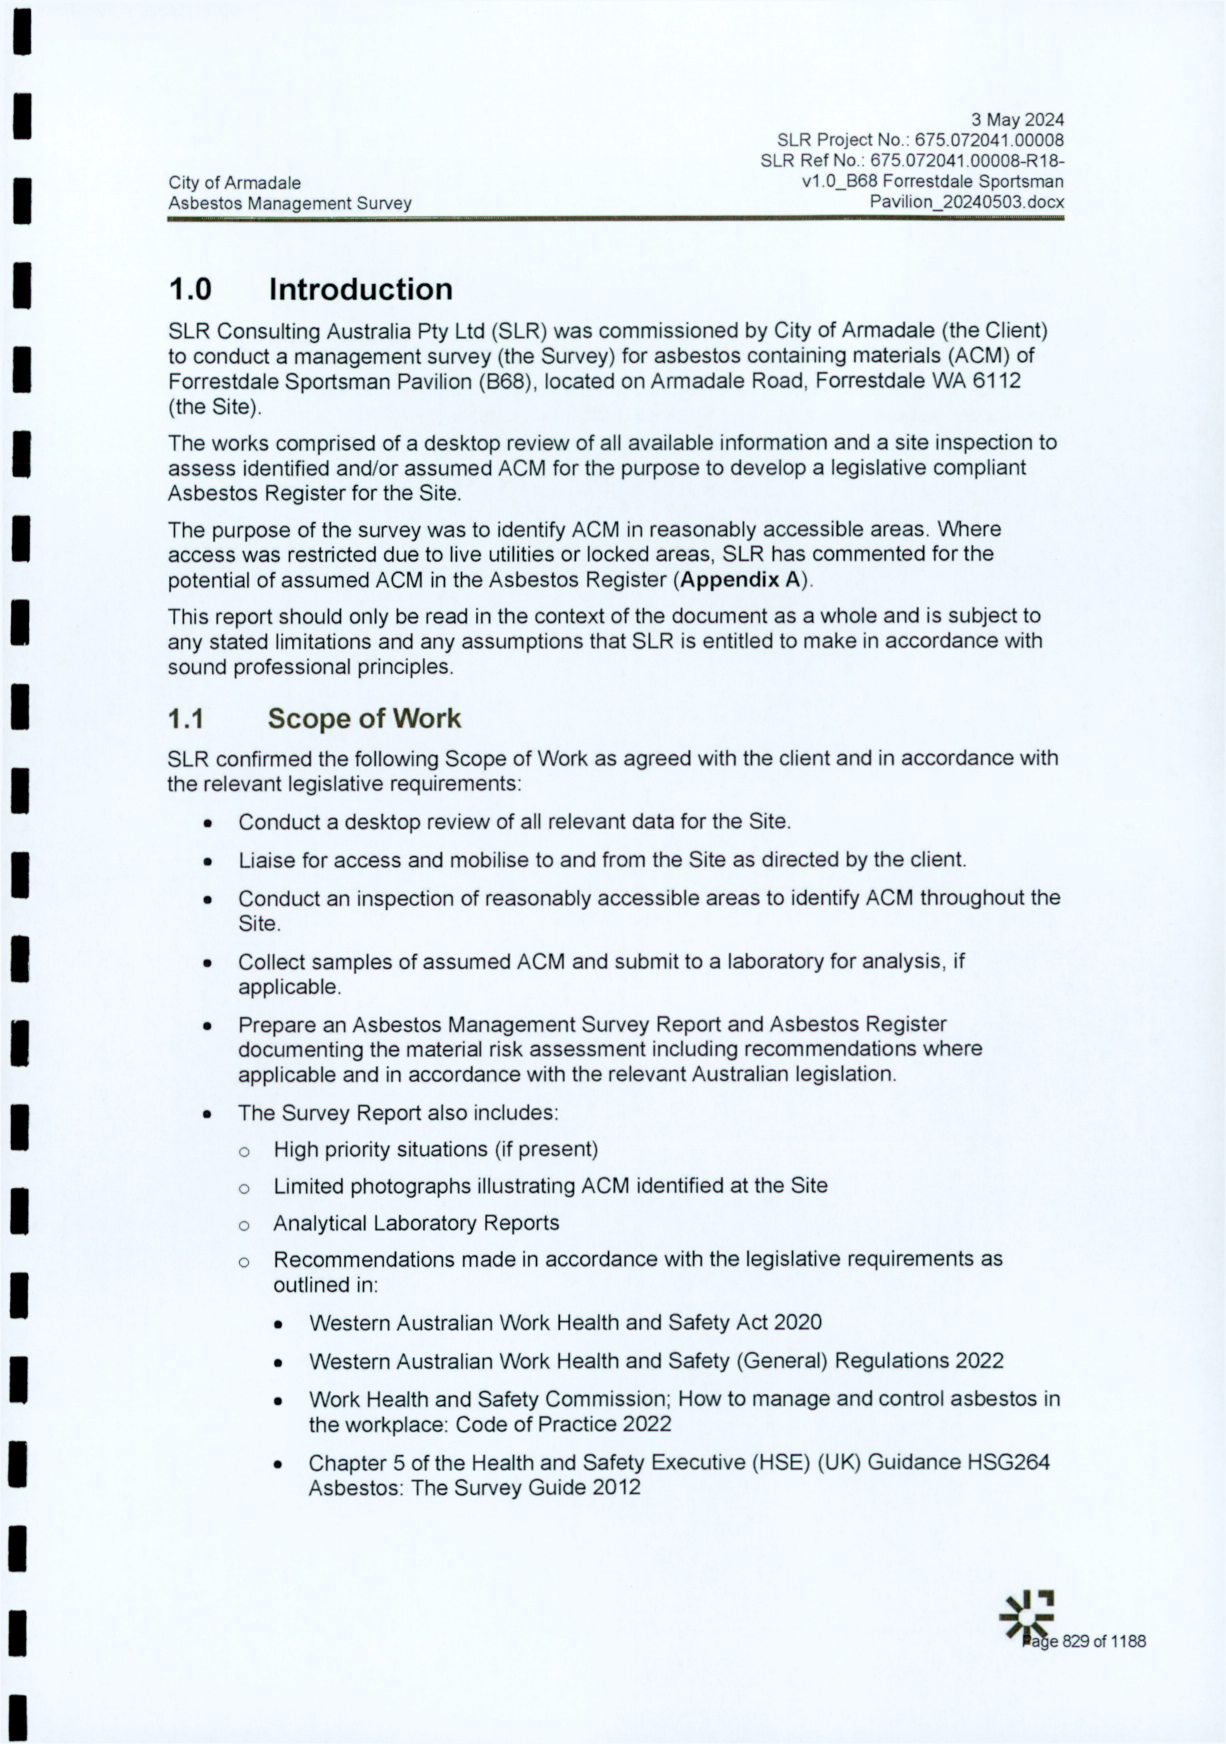 3 May 2024
SLR Project No.: 675.072041.00008
SLR Ref No.: 675.072041.00008-R18-
v1.0_B68 Forrestdale Sportsman
Pavilion_20240503.docx
City of Armadale
Asbestos Management Survey
1.0 Introduction
SLR Consulting Australia Pty Ltd (SLR) was commissioned by City of Armadale (the Client)
to conduct a management survey (the Survey) for asbestos containing materials (ACM) of
Forrestdale Sportsman Pavilion (B68), located on Armadale Road, Forrestdale WA 6112
(the Site).
The works comprised of a desktop review of all available information and a site inspection to
assess identified and/or assumed ACM for the purpose to develop a legislative compliant
Asbestos Register for the Site.
The purpose of the survey was to identify ACM in reasonably accessible areas. Where
access was restricted due to live utilities or locked areas, SLR has commented for the
potential of assumed ACM in the Asbestos Register (Appendix A).
This report should only be read in the context of the document as a whole and is subject to
any stated limitations and any assumptions that SLR is entitled to make in accordance with
sound professional principles.
1.1 Scope of Work
SLR confirmed the following Scope of Work as agreed with the client and in accordance with
the relevant legislative requirements:
• Conduct a desktop review of all relevant data for the Site.
• Liaise for access and mobilise to and from the Site as directed by the client.
• Conduct an inspection of reasonably accessible areas to identify ACM throughout the
Site.
• Collect samples of assumed ACM and submit to a laboratory for analysis, if
applicable.
• Prepare an Asbestos Management Survey Report and Asbestos Register
documenting the material risk assessment including recommendations where
applicable and in accordance with the relevant Australian legislation.
• The Survey Report also includes:
o High priority situations (if present)
o Limited photographs illustrating ACM identified at the Site
o Analytical Laboratory Reports
o Recommendations made in accordance with the legislative requirements as
outlined in:
• Western Australian Work Health and Safety Act 2020
• Western Australian Work Health and Safety (General) Regulations 2022
• Work Health and Safety Commission; How to manage and control asbestos in
the workplace: Code of Practice 2022
• Chapter 5 of the Health and Safety Executive (HSE) (UK) Guidance HSG264
Asbestos: The Survey Guide 2012
Page 829 of 1188